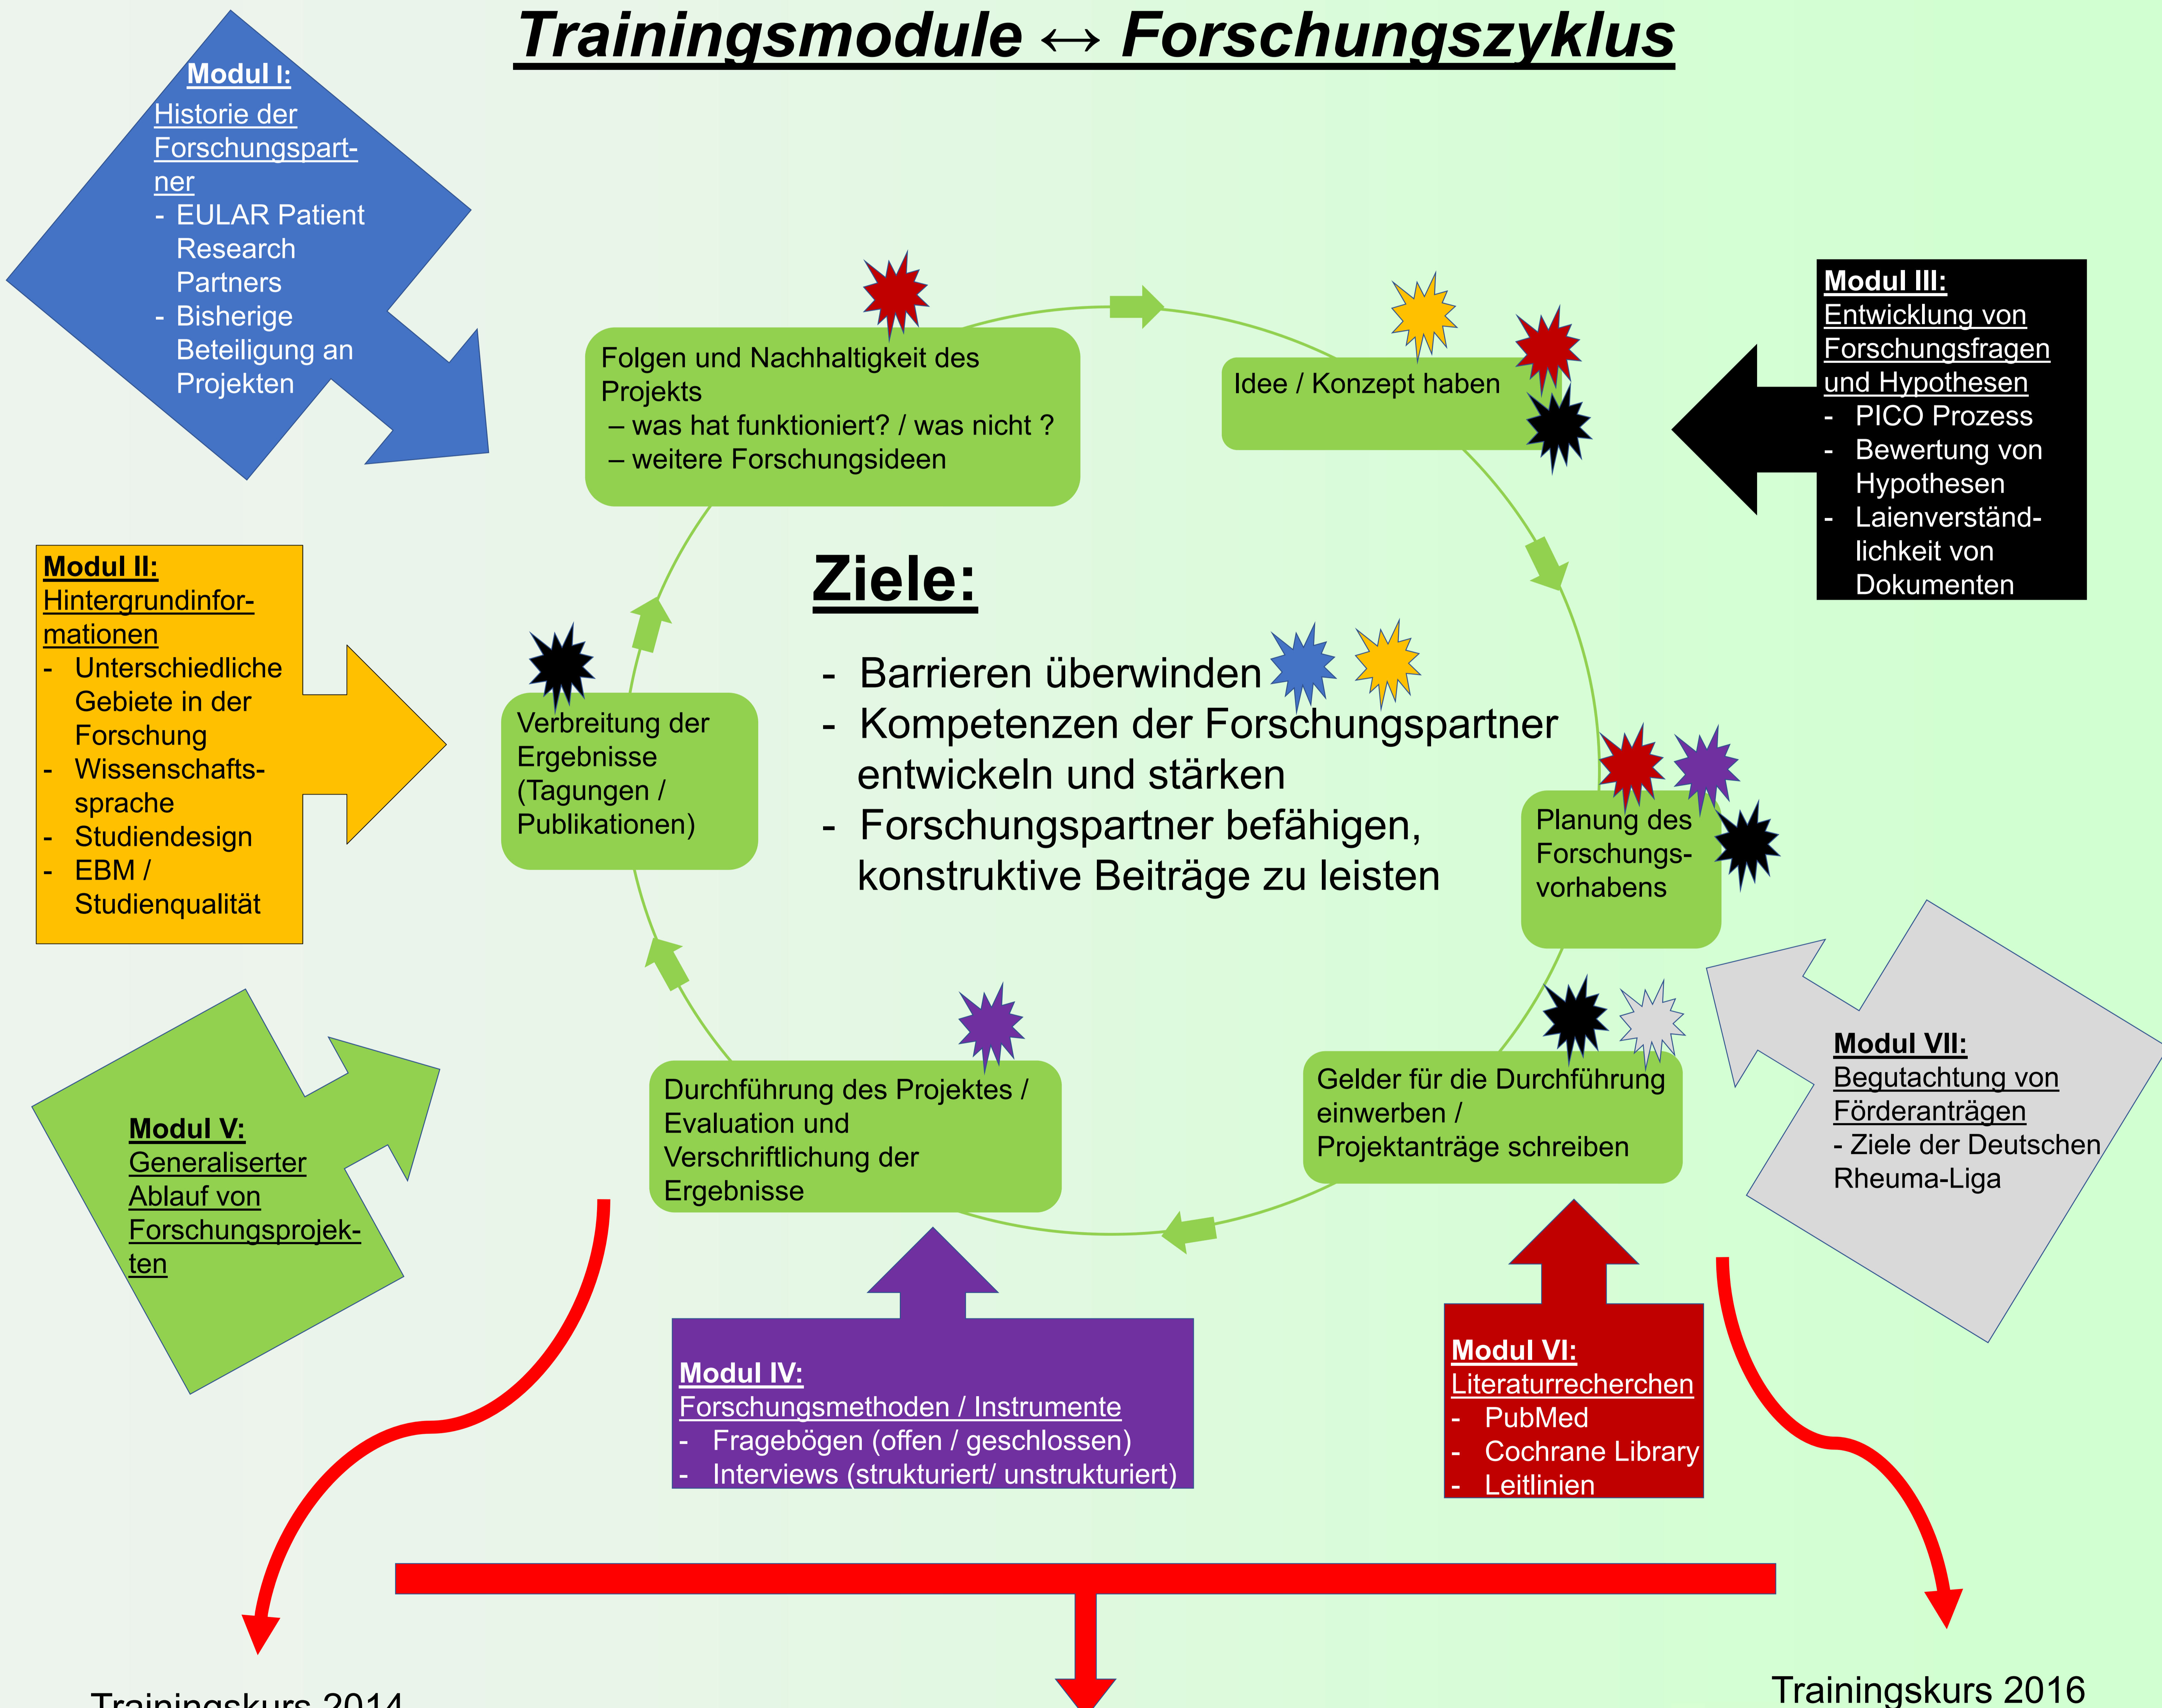 Trainingsmodule ↔ Forschungszyklus
Modul I:
Historie der
Forschungspart-
ner
- EULAR Patient
Research
Partners
- Bisherige
Beteiligung an
Projekten
Modul II:
Hintergrundinfor-
mationen
- Unterschiedliche
Gebiete in der
Forschung
- Wissenschafts-
sprache
- Studiendesign
- EBM /
Studienqualität
Modul III:
Entwicklung von
Forschungsfragen
und Hypothesen
- PICO Prozess
- Bewertung von
Hypothesen
- Laienverständ-
lichkeit von
Dokumenten
Folgen und Nachhaltigkeit des
Projekts
– was hat funktioniert? / was nicht ?
– weitere Forschungsideen
Idee / Konzept haben
Ziele:
- Barrieren überwinden
- Kompetenzen der Forschungspartner
entwickeln und stärken
- Forschungspartner befähigen,
konstruktive Beiträge zu leisten
Verbreitung der
Ergebnisse
(Tagungen /
Publikationen)
Planung des
Forschungs-
vorhabens
Durchführung des Projektes /
Evaluation und
Verschriftlichung der
Ergebnisse
Gelder für die Durchführung
einwerben /
Projektanträge schreiben
Modul V:
Generaliserter
Ablauf von
Forschungsprojek-
ten
Modul VII:
Begutachtung von
Förderanträgen
- Ziele der Deutschen
Rheuma-Liga
Modul IV:
Forschungsmethoden / Instrumente
- Fragebögen (offen / geschlossen)
- Interviews (strukturiert/ unstrukturiert)
Modul VI:
Literaturrecherchen
- PubMed
- Cochrane Library
- Leitlinien
Trainingskurs 2014
Trainingskurs 2016